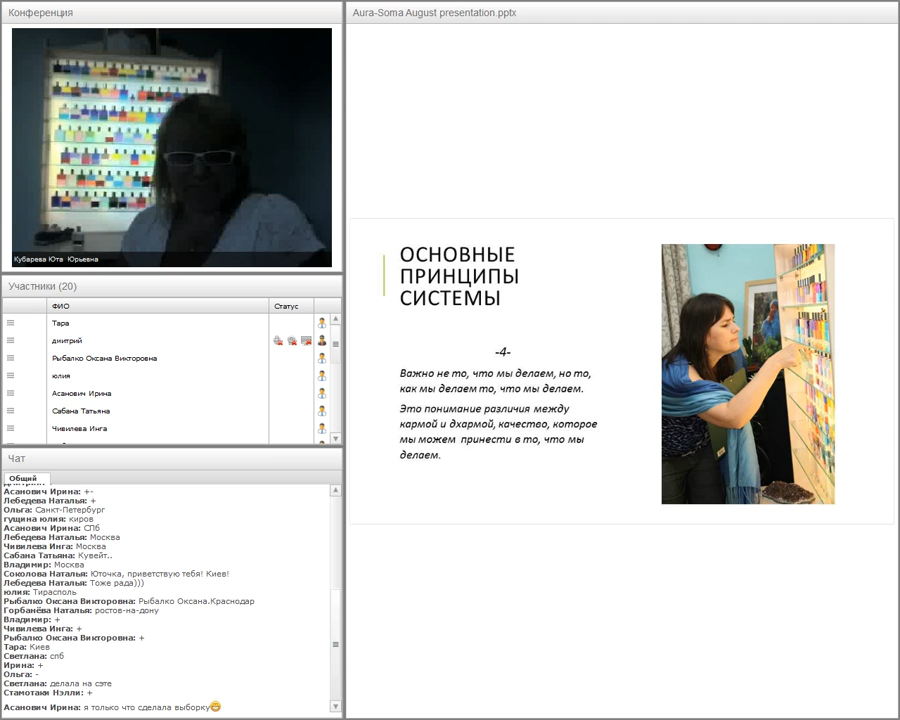 Конференция
Кубарева Юта Юрьевна
Участники (20)
ФИО
Статус
Тара
дмитрий
Рыбалко Оксана Викторовна
юлия
Асанович Ирина
Сабана Татьяна
Чивилева Инга
Чат
Общий
Асанович Ирина: +-
Лебедева Наталья: +
Ольга: Санкт-Петербург
гущина юлия: киров
Асанович Ирина: СПб
Лебедева Наталья: Москва
Чивилева Инга: Москва
Сабана Татьяна: Кувейт..
Владимир: Москва
Соколова Наталья: Юточка, приветствую тебя! Киев!
Лебедева Наталья: Тоже рада)))
юлия: Тирасполь
Рыбалко Оксана Викторовна: Рыбалко Оксана.Краснодар
Горбанёва Наталья: ростов-на-дону
Владимир: +
Чивилева Инга: +
Рыбалко Оксана Викторовна: +
Тара: Киев
Светлана: спб
Ирина: +
Ольга: -
Светлана: делала на сэте
Стамотаки Нэлли: +
Асанович Ирина: я только что сделала выборку
Aura-Soma August presentation.pptx
ОСНОВНЫЕ
ПРИНЦИПЫ
СИСТЕМЫ
-4-
Важно не то, что мы делаем, но то,
как мы делаем то, что мы делаем.
Это понимание различия между
кармой и дхармой, качество, которое
мы можем принести в то, что мы
делаем.